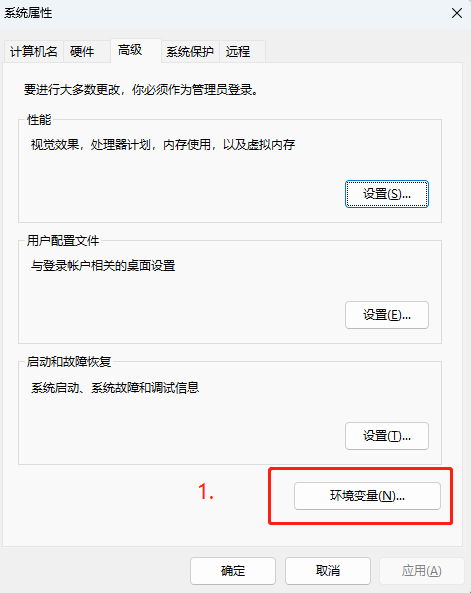 系统属性
计算机名 硬件 高级 系统保护 远程
要进行大多数更改，你必须作为管理员登录。
性能
视觉效果，处理器计划，内存使用，以及虚拟内存
设置(S)...
用户配置文件
与登录帐户相关的桌面设置
设置(E)...
启动和故障恢复
系统启动、系统故障和调试信息
设置(T)...
1.
环境变量(N)...
确定 取消 应用(A)